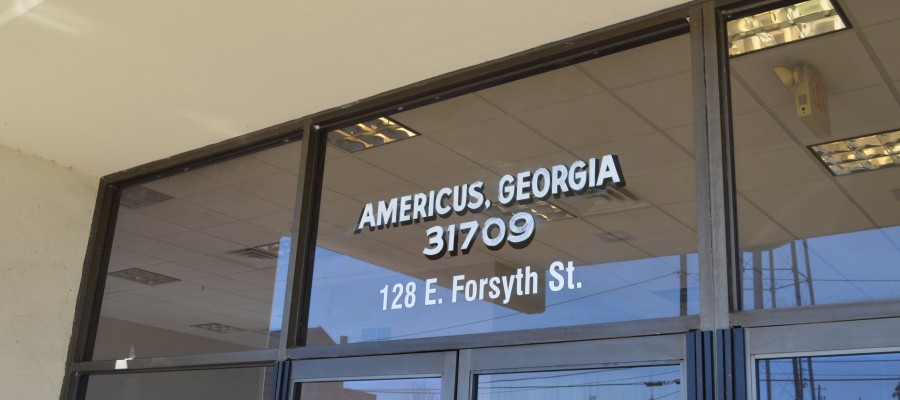 AMERICUS, GEORGIA
31709
128 E. Forsyth St.